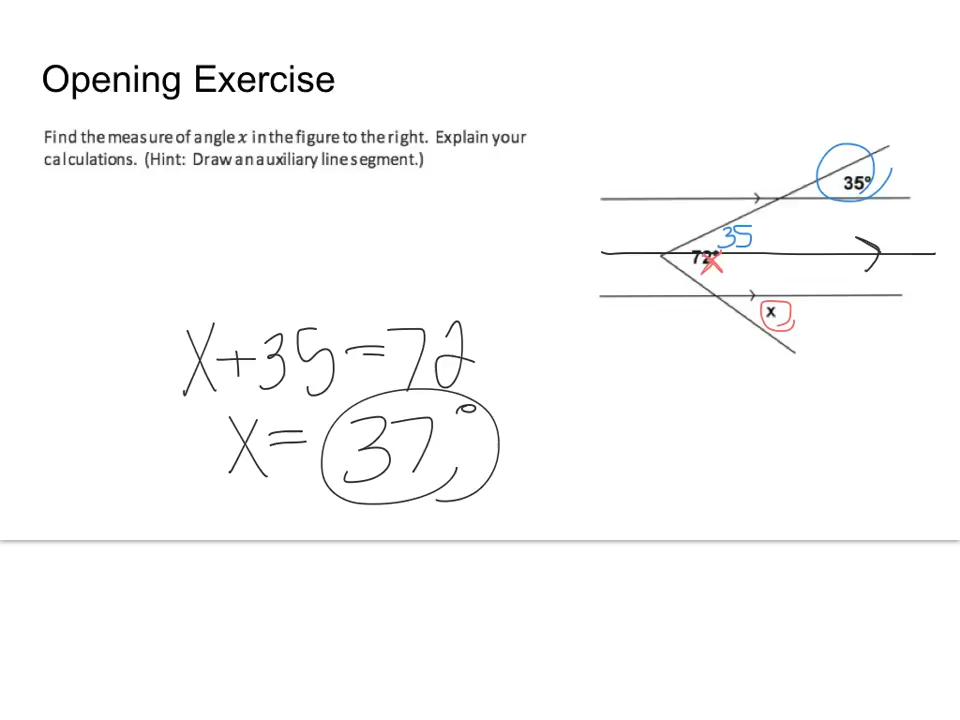 Opening Exercise
Find the measure of angle x in the figure to the right. Explain your
calculations. (Hint: Draw an auxiliary line segment.)
35°
35
72°
x
x
x+35=72
x=37°